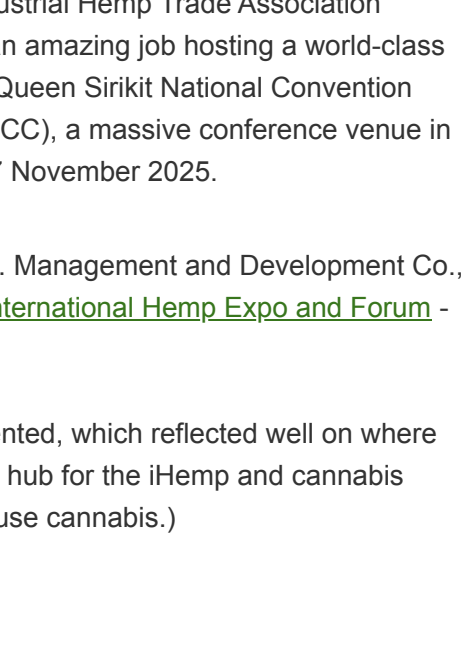 ustrial Hemp Trade Association
an amazing job hosting a world-class
Queen Sirikit National Convention
CC), a massive conference venue in
7 November 2025.
. Management and Development Co.,
nternational Hemp Expo and Forum -
nted, which reflected well on where
hub for the iHemp and cannabis
use cannabis.)